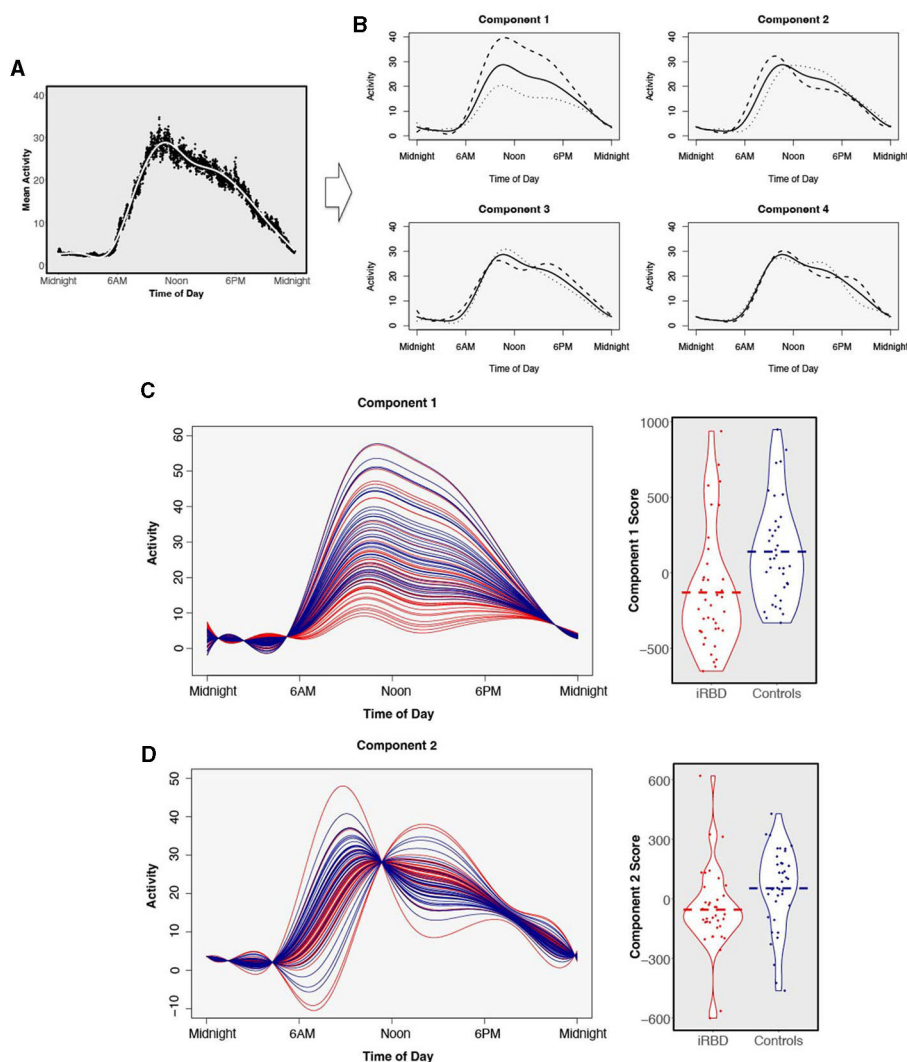 A
40
30
20
10
0
Mean Activity
Midnight 6AM Noon 6PM Midnight
Time of Day
B
Component 1
40
30
20
10
0
Activity
Midnight 6AM Noon 6PM Midnight
Time of Day
Component 2
40
30
20
10
0
Activity
Midnight 6AM Noon 6PM Midnight
Time of Day
Component 3
40
30
20
10
0
Activity
Midnight 6AM Noon 6PM Midnight
Time of Day
Component 4
40
30
20
10
0
Activity
Midnight 6AM Noon 6PM Midnight
Time of Day
C
Component 1
60
50
40
30
20
10
0
Activity
Midnight 6AM Noon 6PM Midnight
Time of Day
1000
500
0
−500
Component 1 Score
iRBD Controls
D
Component 2
50
40
30
20
10
0
−10
Activity
Midnight 6AM Noon 6PM Midnight
Time of Day
600
300
0
−300
−600
Component 2 Score
iRBD Controls